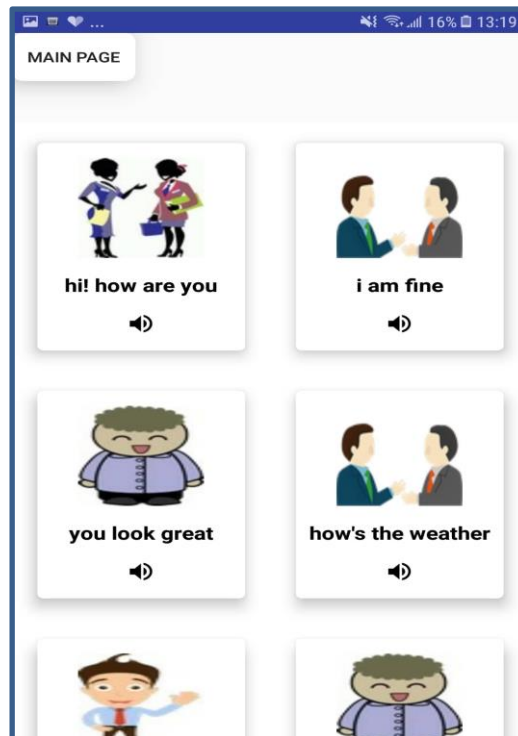 ... 16% 13:19
MAIN PAGE
hi! how are you
i am fine
you look great
how's the weather